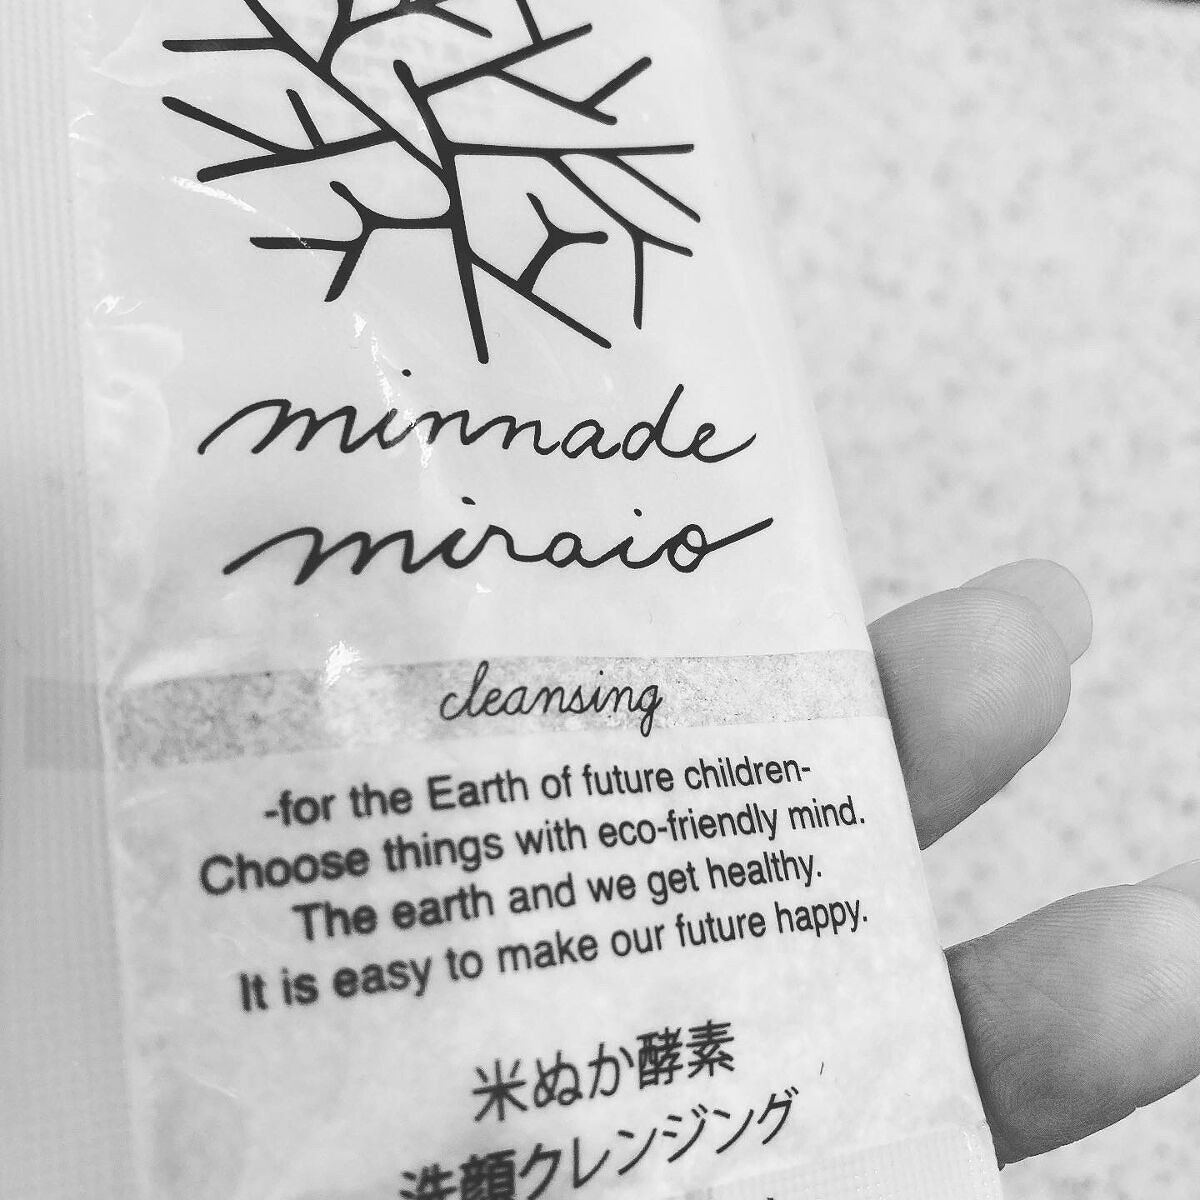 minnade
miraio
cleansing
-for the Earth of future children-
Choose things with eco-friendly mind.
The earth and we get healthy.
It is easy to make our future happy.
米ぬか酵素
洗顔クレンジング